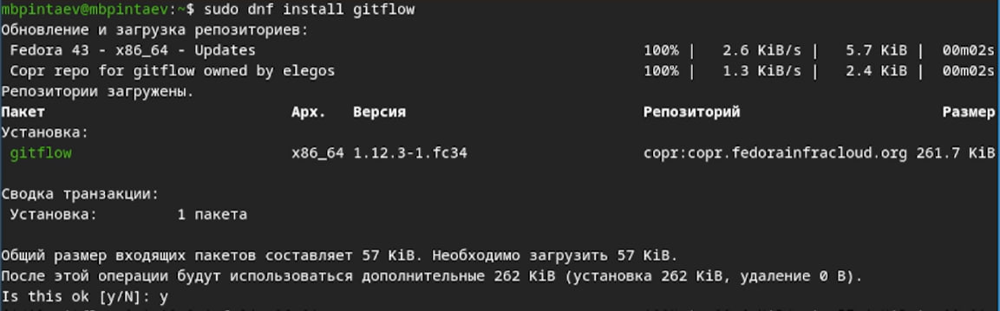 mbpintaev@mbpintaev:~$ sudo dnf install gitflow
Обновление и загрузка репозиториев:
Fedora 43 - x86_64 - Updates 100% | 2.6 KiB/s | 5.7 KiB | 00m02s
Copr repo for gitflow owned by elegos 100% | 1.3 KiB/s | 2.4 KiB | 00m02s
Репозитории загружены.
Пакет Арх. Версия Репозиторий Размер
Установка:
gitflow x86_64 1.12.3-1.fc34 copr:copr.fedorainfracloud.org 261.7 KiB
Сводка транзакции:
Установка: 1 пакета
Общий размер входящих пакетов составляет 57 KiB. Необходимо загрузить 57 KiB.
После этой операции будут использоваться дополнительные 262 KiB (установка 262 KiB, удаление 0 B).
Is this ok [y/N]: y